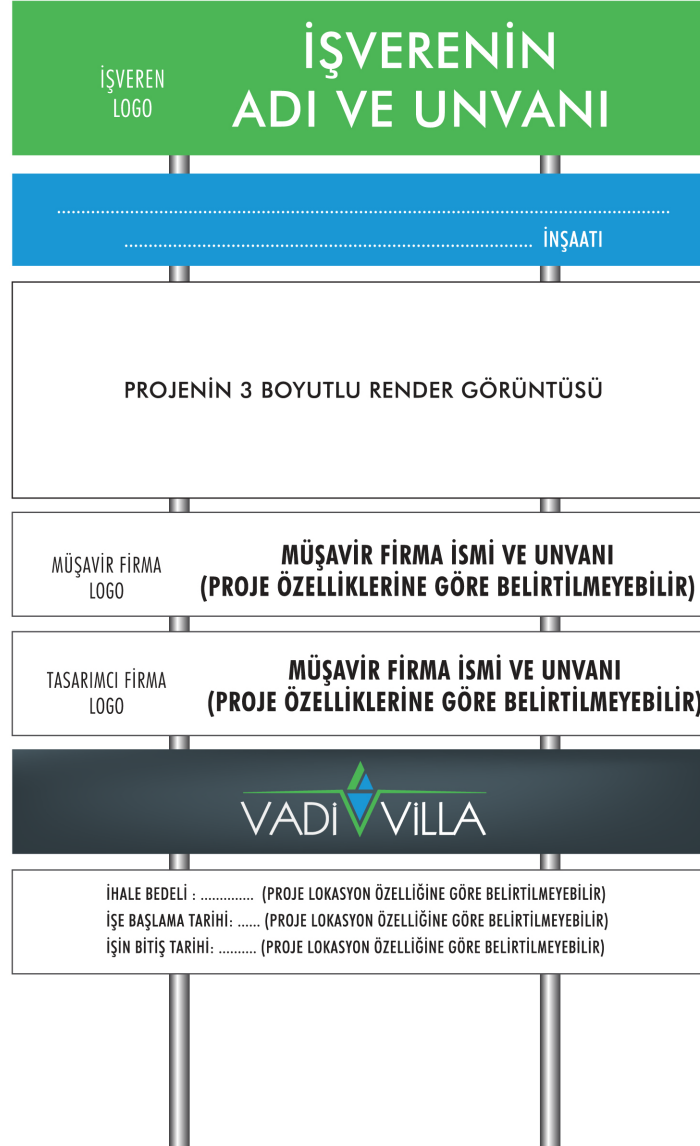 İŞVEREN
LOGO
İŞVERENİN
ADI VE UNVANI
................................................................................................................................
..................................................................................... İNŞAATI
PROJENİN 3 BOYUTLU RENDER GÖRÜNTÜSÜ
MÜŞAVİR FİRMA
LOGO
MÜŞAVİR FİRMA İSMİ VE UNVANI
(PROJE ÖZELLİKLERİNE GÖRE BELİRTİLMEYEBİLİR)
TASARIMCI FİRMA
LOGO
MÜŞAVİR FİRMA İSMİ VE UNVANI
(PROJE ÖZELLİKLERİNE GÖRE BELİRTİLMEYEBİLİR)
VADİ VİLLA
İHALE BEDELİ : .............. (PROJE LOKASYON ÖZELLİĞİNE GÖRE BELİRTİLMEYEBİLİR)
İŞE BAŞLAMA TARİHİ: ...... (PROJE LOKASYON ÖZELLİĞİNE GÖRE BELİRTİLMEYEBİLİR)
İŞİN BİTİŞ TARİHİ: .......... (PROJE LOKASYON ÖZELLİĞİNE GÖRE BELİRTİLMEYEBİLİR)